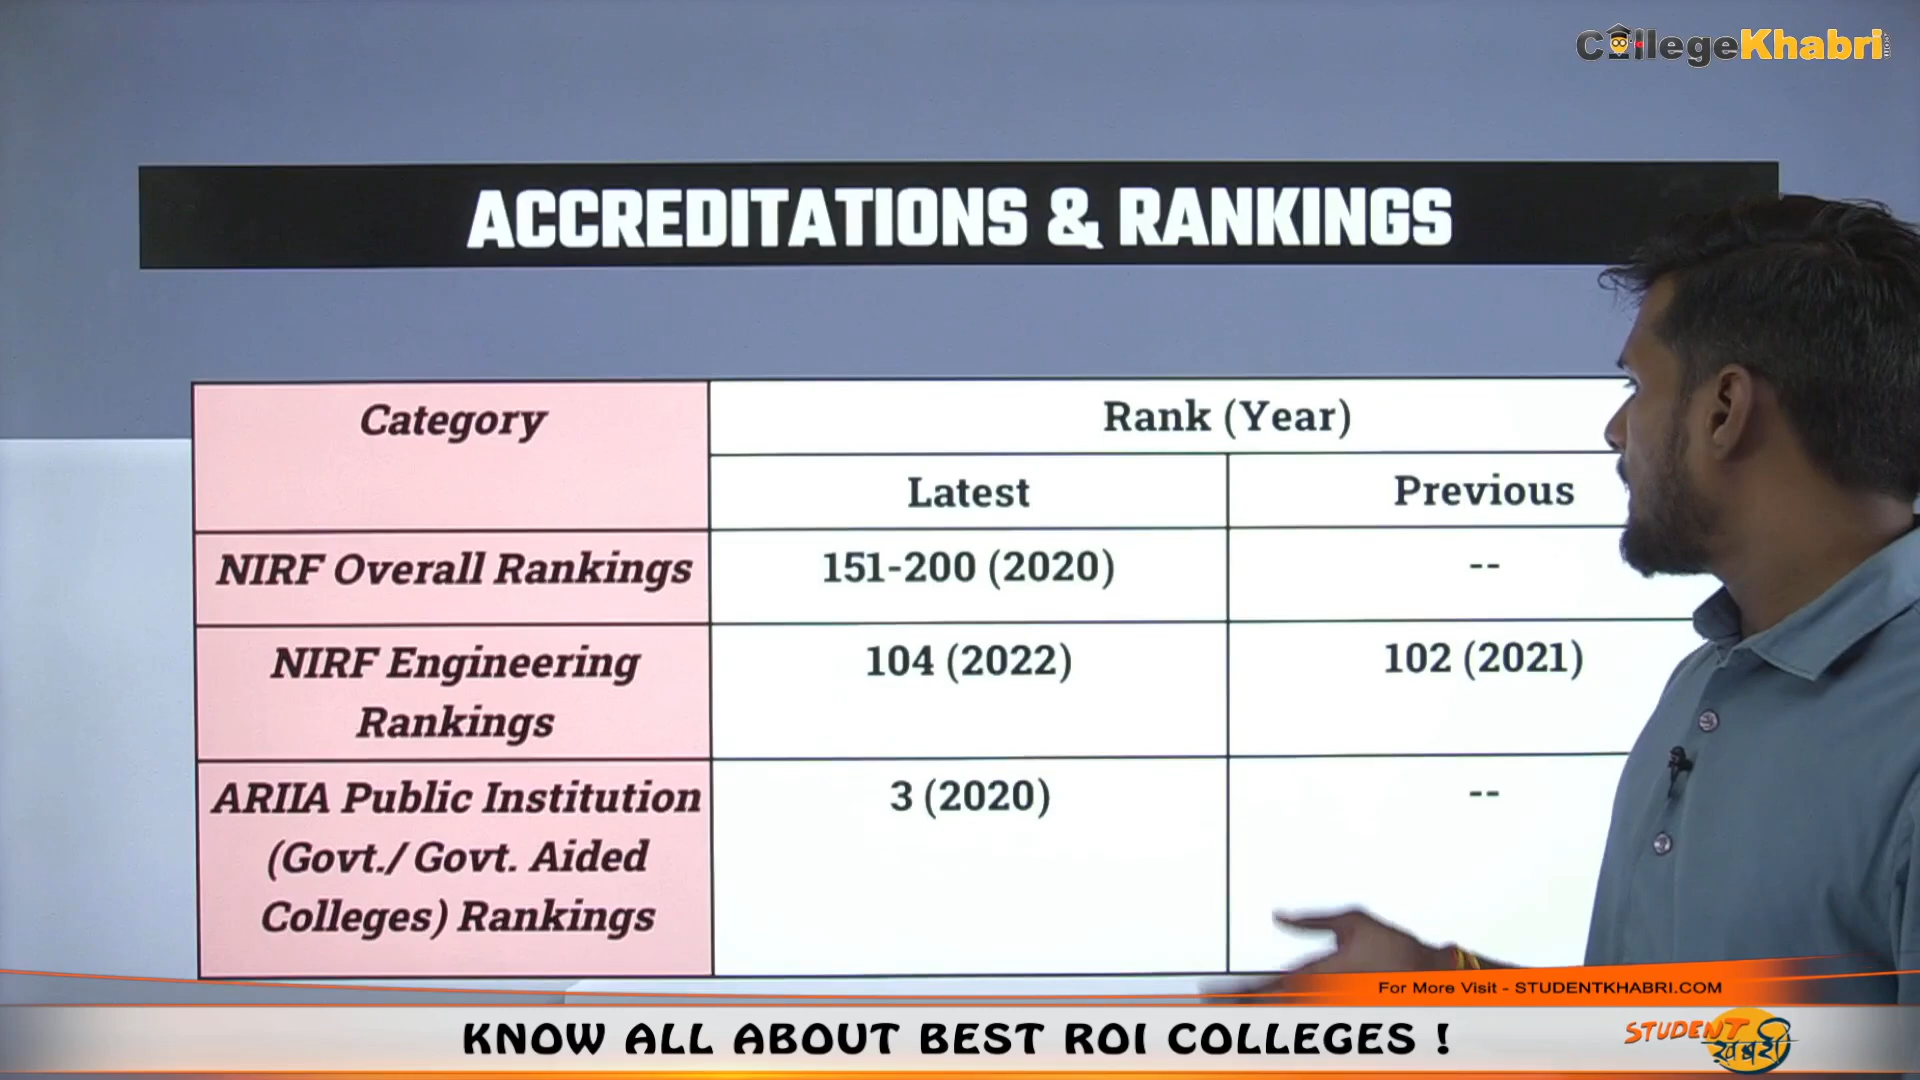 CollegeKhabri
ACCREDITATIONS & RANKINGS
Category
Rank (Year)
Latest
Previous
NIRF Overall Rankings
151-200 (2020)
--
NIRF Engineering
Rankings
104 (2022)
102 (2021)
ARIIA Public Institution
(Govt./ Govt. Aided
Colleges) Rankings
3 (2020)
--
For More Visit - STUDENTKHABRI.COM
KNOW ALL ABOUT BEST ROI COLLEGES !
STUDENT
ख़बरी